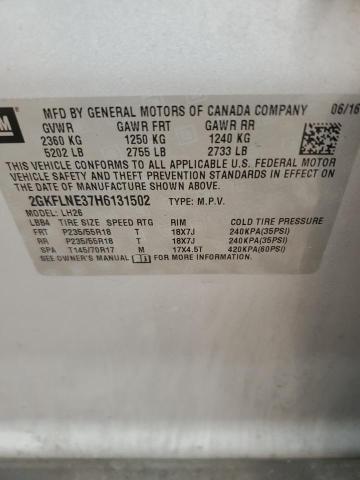 GM
MFD BY GENERAL MOTORS OF CANADA COMPANY 06/16
GVWR GAWR FRT GAWR RR
2360 KG 1250 KG 1240 KG
5202 LB 2755 LB 2733 LB
THIS VEHICLE CONFORMS TO ALL APPLICABLE U.S. FEDERAL MOTOR
VEHICLE SAFETY AND THEFT PREVENTION STANDARDS IN EFFECT
ON THE DATE OF MANUFACTURE SHOWN ABOVE.
2GKFLNE37H6131502 TYPE: M.P.V.
MODEL: LH26
LBB4 TIRE SIZE SPEED RTG RIM COLD TIRE PRESSURE
FRT P235/55R18 T 18X7J 240KPA(35PSI)
RR P235/55R18 T 18X7J 240KPA(35PSI)
SPA T145/70R17 M 17X4.5T 420KPA(60PSI)
SEE OWNER'S MANUAL FOR MORE INFORMATION